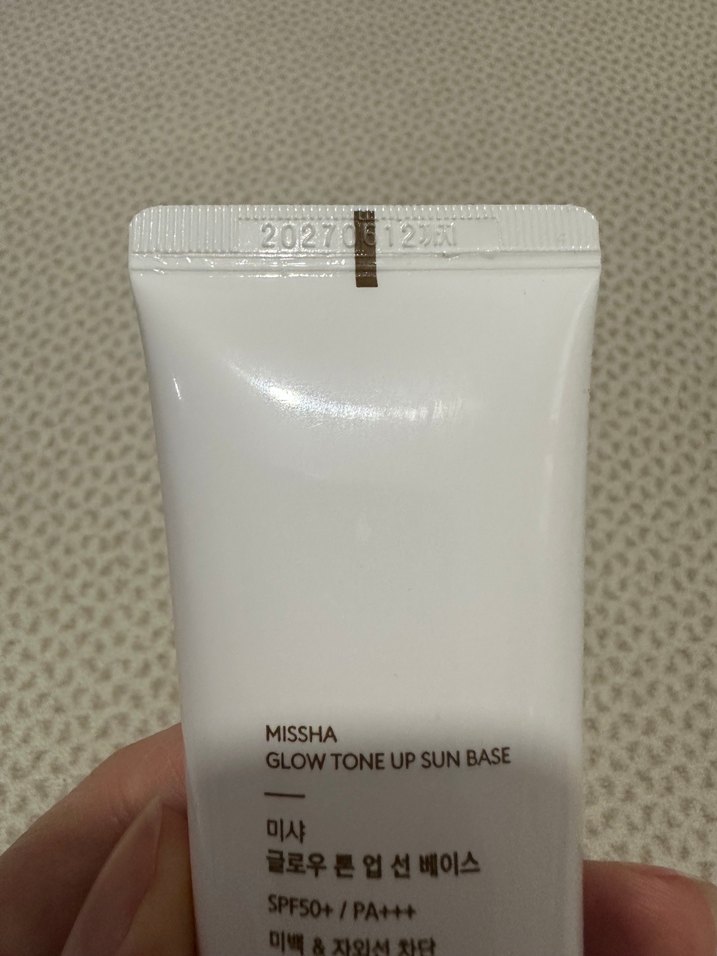 20270612까지
MISSHA
GLOW TONE UP SUN BASE
미샤
글로우 톤 업 선 베이스
SPF50+ / PA+++
미백 & 자외선 차단